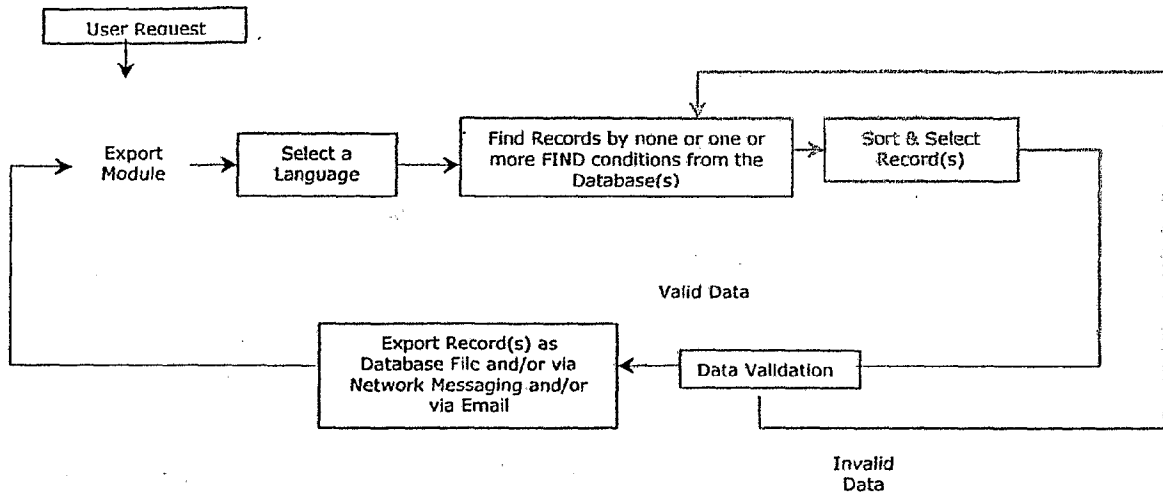 User Request
Export
Module
Select a
Language
Find Records by none or one or
more FIND conditions from the
Database(s)
Sort & Select
Record(s)
Valid Data
Export Record(s) as
Database File and/or via
Network Messaging and/or
via Email
Data Validation
Invalid
Data